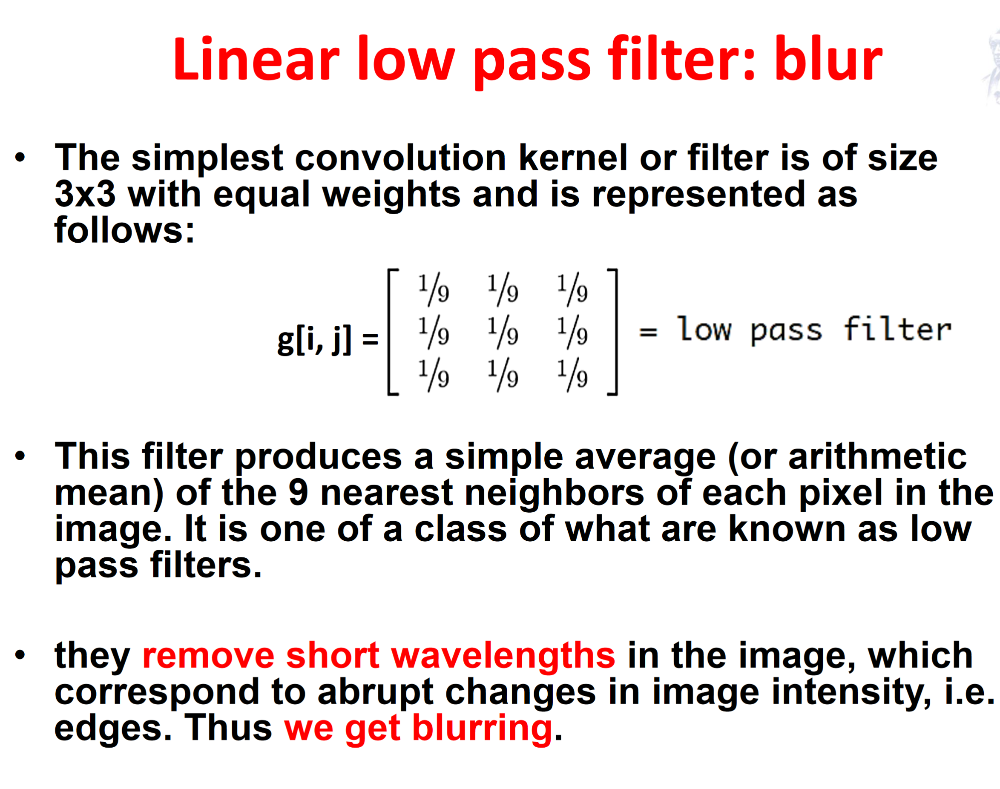 Linear low pass filter: blur
• The simplest convolution kernel or filter is of size
3x3 with equal weights and is represented as
follows:
1/9 1/9 1/9
g[i, j] = 1/9 1/9 1/9 = low pass filter
1/9 1/9 1/9
• This filter produces a simple average (or arithmetic
mean) of the 9 nearest neighbors of each pixel in the
image. It is one of a class of what are known as low
pass filters.
• they remove short wavelengths in the image, which
correspond to abrupt changes in image intensity, i.e.
edges. Thus we get blurring.